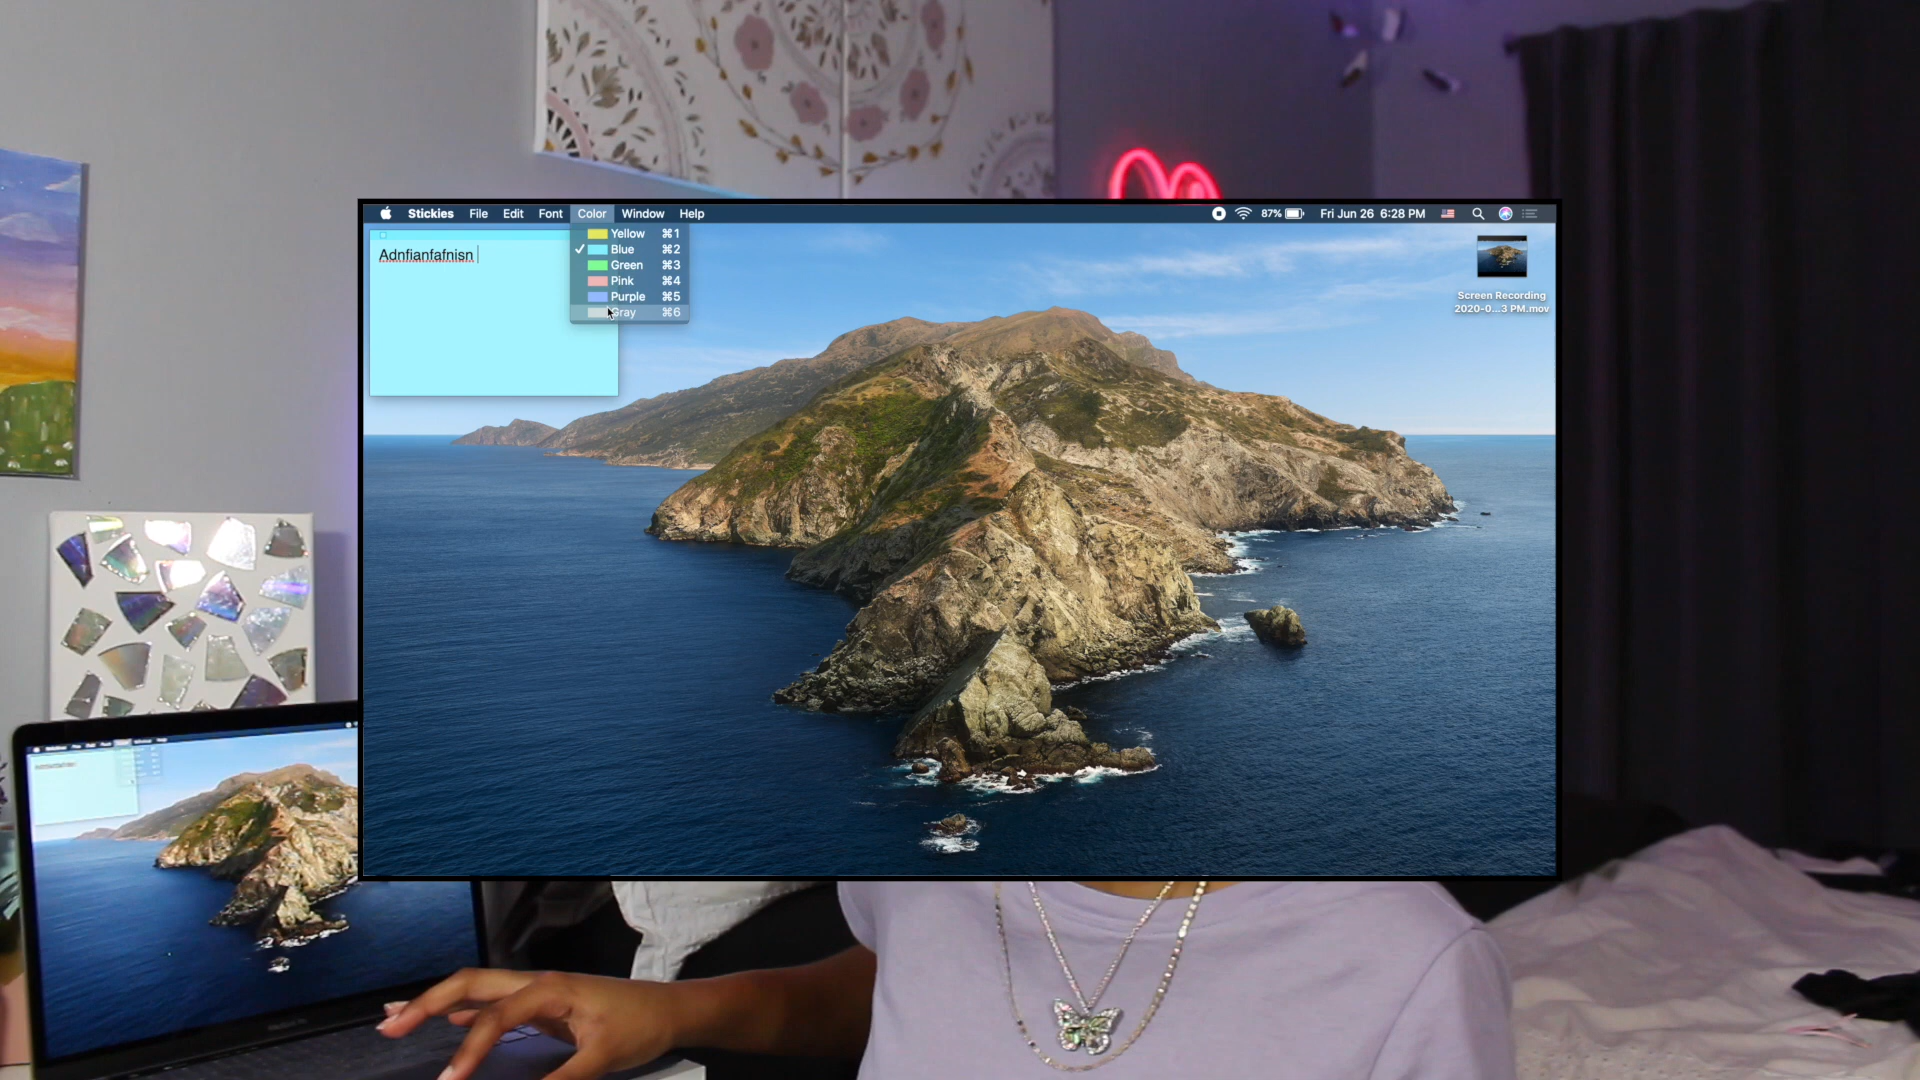 Stickies File Edit Font Color Window Help 87% Fri Jun 26 6:28 PM
Yellow ⌘1
Blue ⌘2
Green ⌘3
Pink ⌘4
Purple ⌘5
Gray ⌘6
Adnfianfafnisn
Screen Recording
2020-0...3 PM.mov